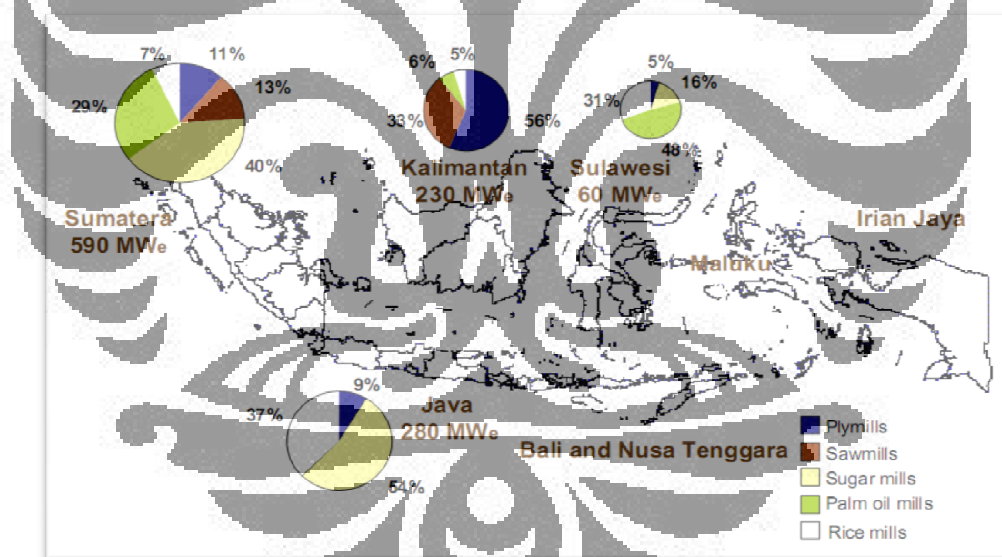 7%
11%
13%
29%
40%
Sumatera
590 MWe
6%
5%
33%
56%
Kalimantan
230 MWe
5%
16%
31%
48%
Sulawesi
60 MWe
Irian Jaya
Maluku
9%
37%
54%
Java
280 MWe
Bali and Nusa Tenggara
Plymills
Sawmills
Sugar mills
Palm oil mills
Rice mills